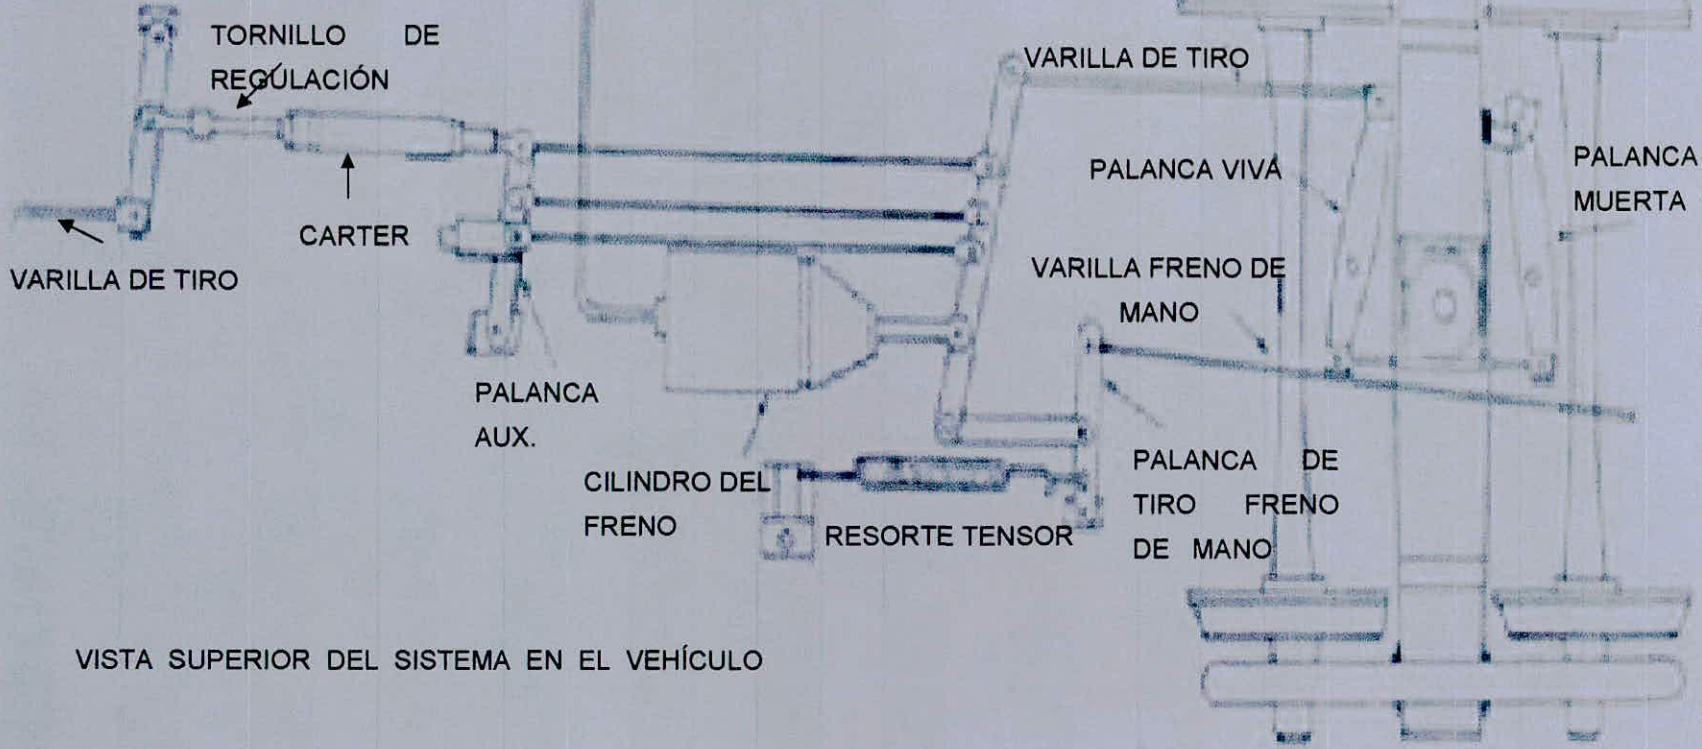 TORNILLO DE
REGULACIÓN
VARILLA DE TIRO
PALANCA
MUERTA
PALANCA VIVA
CARTER
VARILLA DE TIRO
VARILLA FRENO DE
MANO
PALANCA
AUX.
CILINDRO DEL
FRENO
RESORTE TENSOR
PALANCA DE
TIRO FRENO
DE MANO
VISTA SUPERIOR DEL SISTEMA EN EL VEHÍCULO